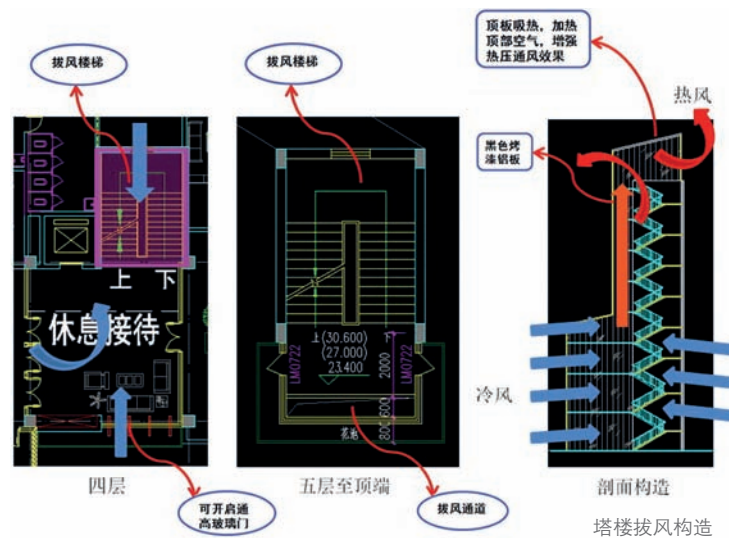 拔风楼梯
拔风楼梯
顶板吸热，加热
顶部空气，增强
热压通风效果
热风
黑色烤
漆铝板
上 下
休息接待
上(30.600) 下
(27.000)
23.400
LM0722
LM0722
2000
600
800
花池
冷风
四层
五层至顶端
剖面构造
可开启通
高玻璃门
拔风通道
塔楼拔风构造